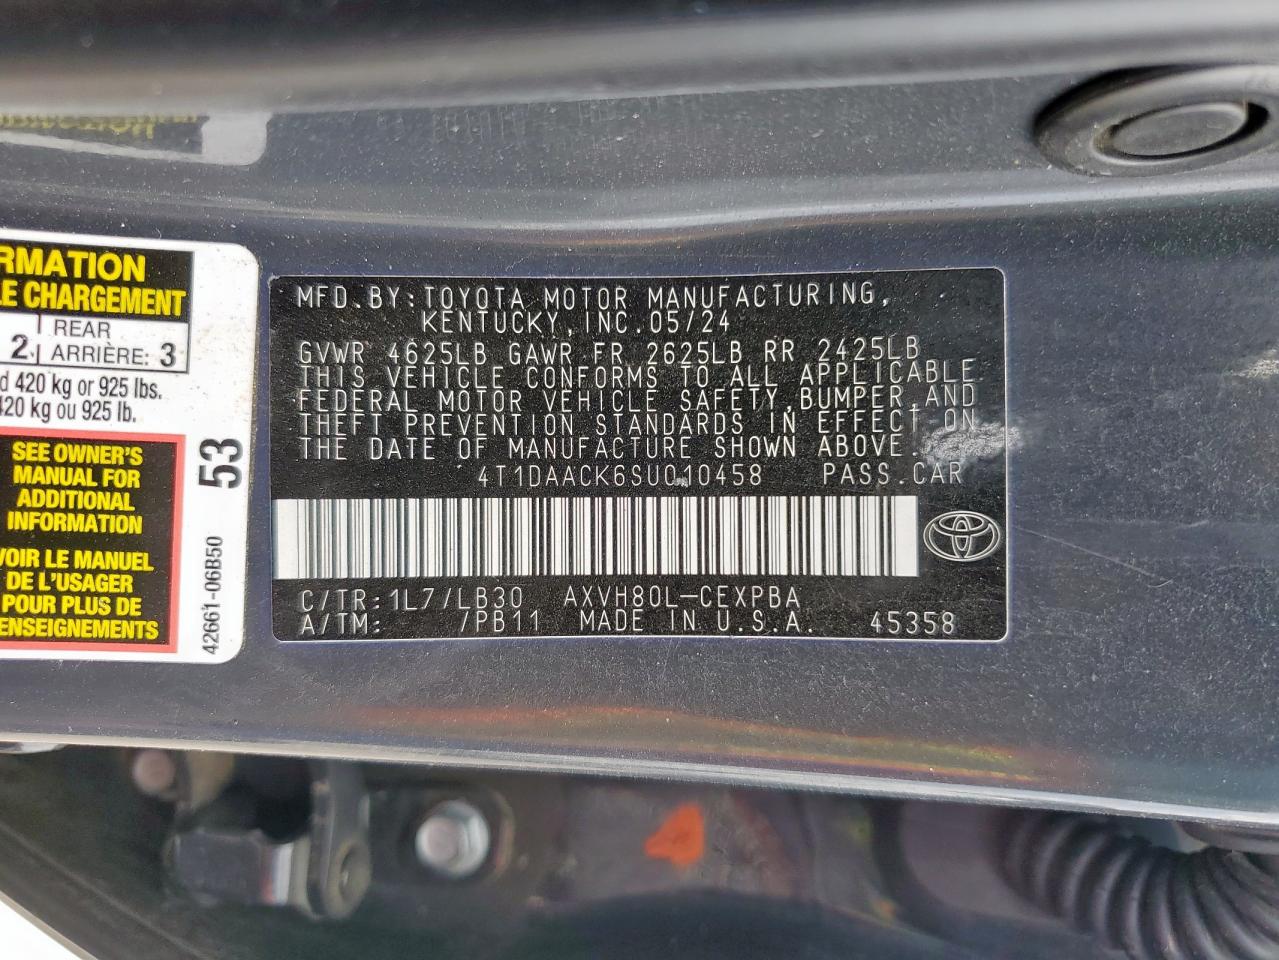 RMATION
LE CHARGEMENT
2 REAR
ARRIÈRE: 3
d 420 kg or 925 lbs.
420 kg ou 925 lb.
SEE OWNER'S
MANUAL FOR
ADDITIONAL
INFORMATION
VOIR LE MANUEL
DE L'USAGER
POUR PLUS DE
ENSEIGNEMENTS
53
42661-06B50
MFD.BY:TOYOTA MOTOR MANUFACTURING,
KENTUCKY,INC.05/24
GVWR 4625LB GAWR FR 2625LB RR 2425LB
THIS VEHICLE CONFORMS TO ALL APPLICABLE
FEDERAL MOTOR VEHICLE SAFETY,BUMPER,AND
THEFT PREVENTION STANDARDS IN EFFECT ON
THE DATE OF MANUFACTURE SHOWN ABOVE.
4T1DAACK6SU010458 PASS.CAR
C/TR:1L7/LB30 AXVH80L-CEXPBA
A/TM: /PB11 MADE IN U.S.A. 45358